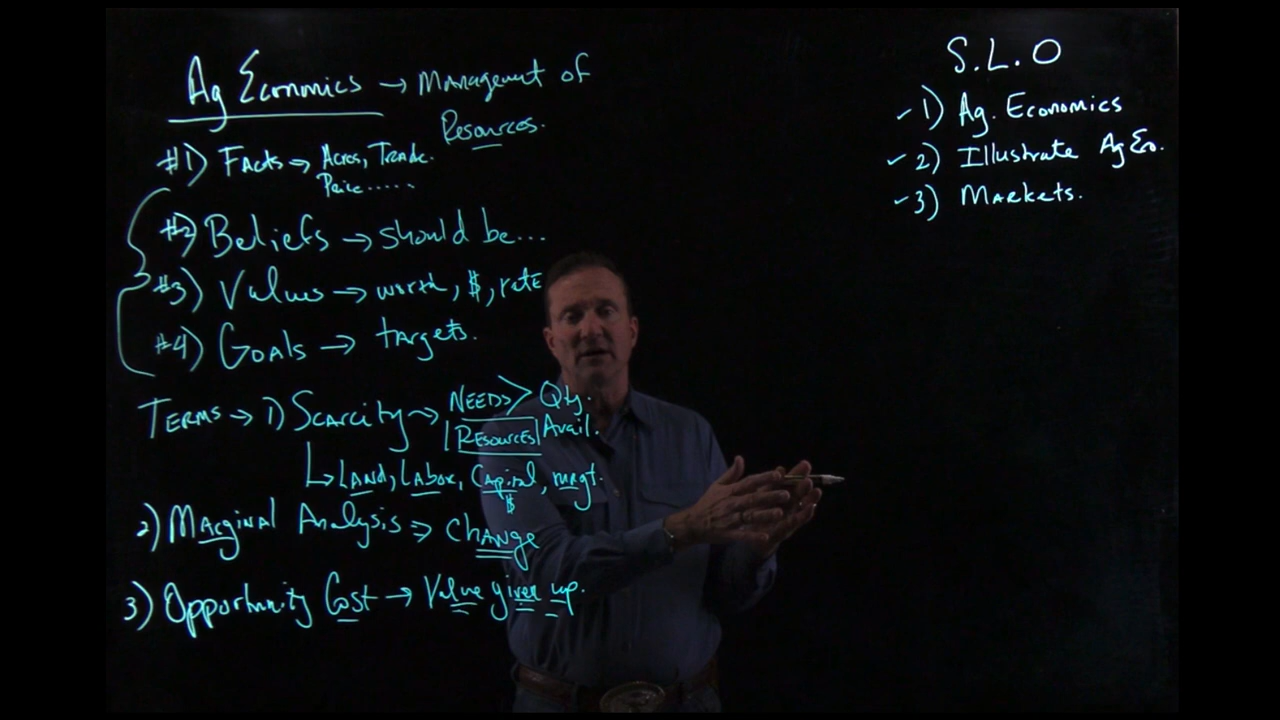 Ag Economics → Management of
Resources.
#1) Facts → Acres, Trade.
Price.....
#2) Beliefs → should be...
#3) Values → worth, $, rate
#4) Goals → targets.
Terms → 1) Scarcity → Needs > Qty.
Resources Avail.
↳ Land, Labor, Capital, mngt.
$
2) Marginal Analysis ⇒ change
3) Opportunity Cost → Value given up.
S.L.O
✓1) Ag. Economics
✓2) Illustrate Ag Ec.
✓3) Markets.